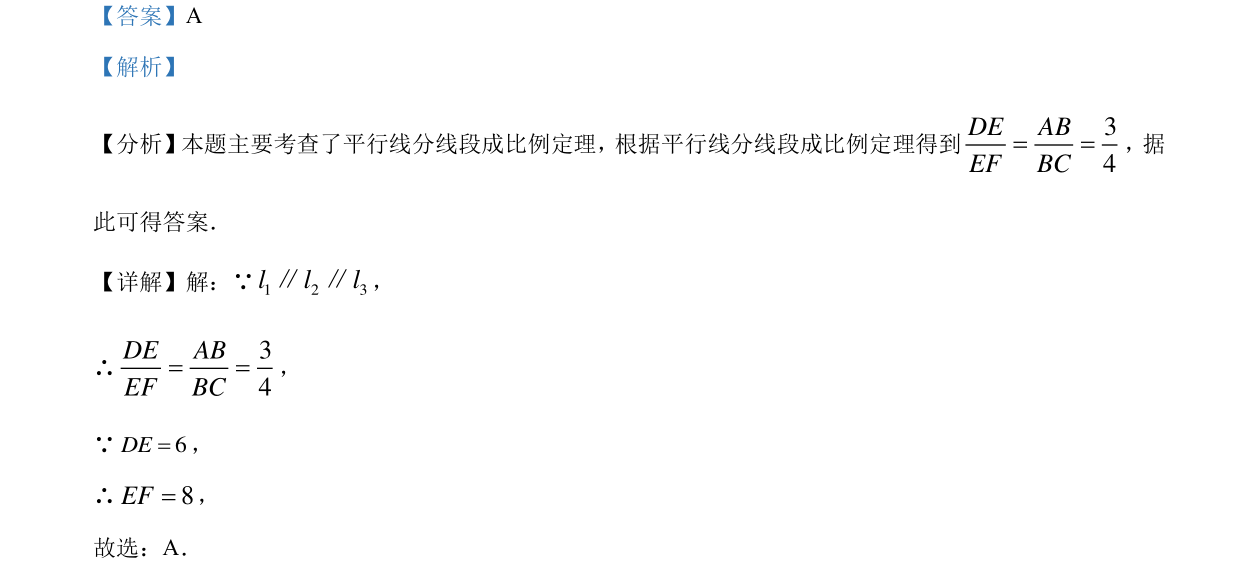 【答案】A
【解析】
【分析】本题主要考查了平行线分线段成比例定理，根据平行线分线段成比例定理得到 DE/EF = AB/BC = 3/4，据
此可得答案．
【详解】解：∵ l₁ // l₂ // l₃，
∴ DE/EF = AB/BC = 3/4，
∵ DE = 6，
∴ EF = 8，
故选：A．